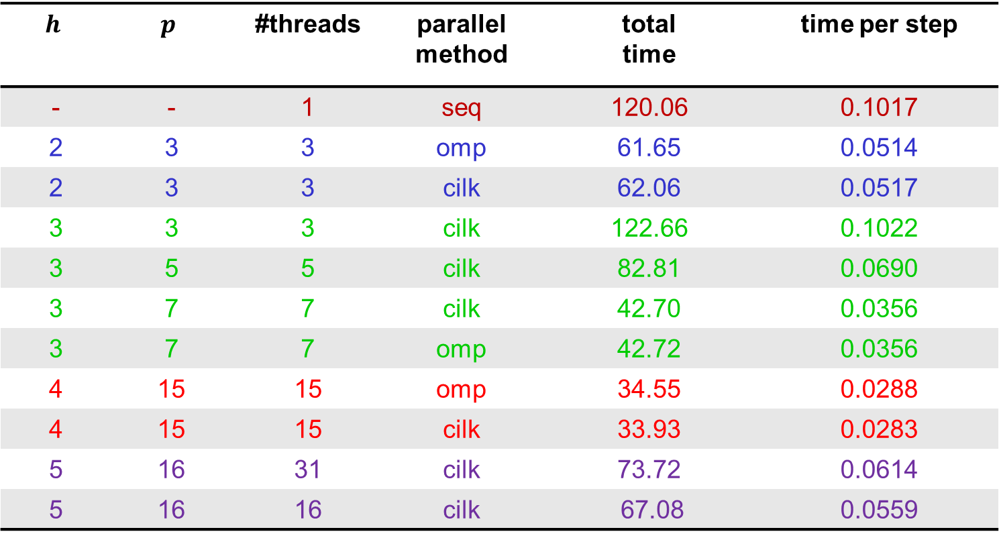 h p #threads parallel method total time time per step
- - 1 seq 120.06 0.1017
2 3 3 omp 61.65 0.0514
2 3 3 cilk 62.06 0.0517
3 3 3 cilk 122.66 0.1022
3 5 5 cilk 82.81 0.0690
3 7 7 cilk 42.70 0.0356
3 7 7 omp 42.72 0.0356
4 15 15 omp 34.55 0.0288
4 15 15 cilk 33.93 0.0283
5 16 31 cilk 73.72 0.0614
5 16 16 cilk 67.08 0.0559